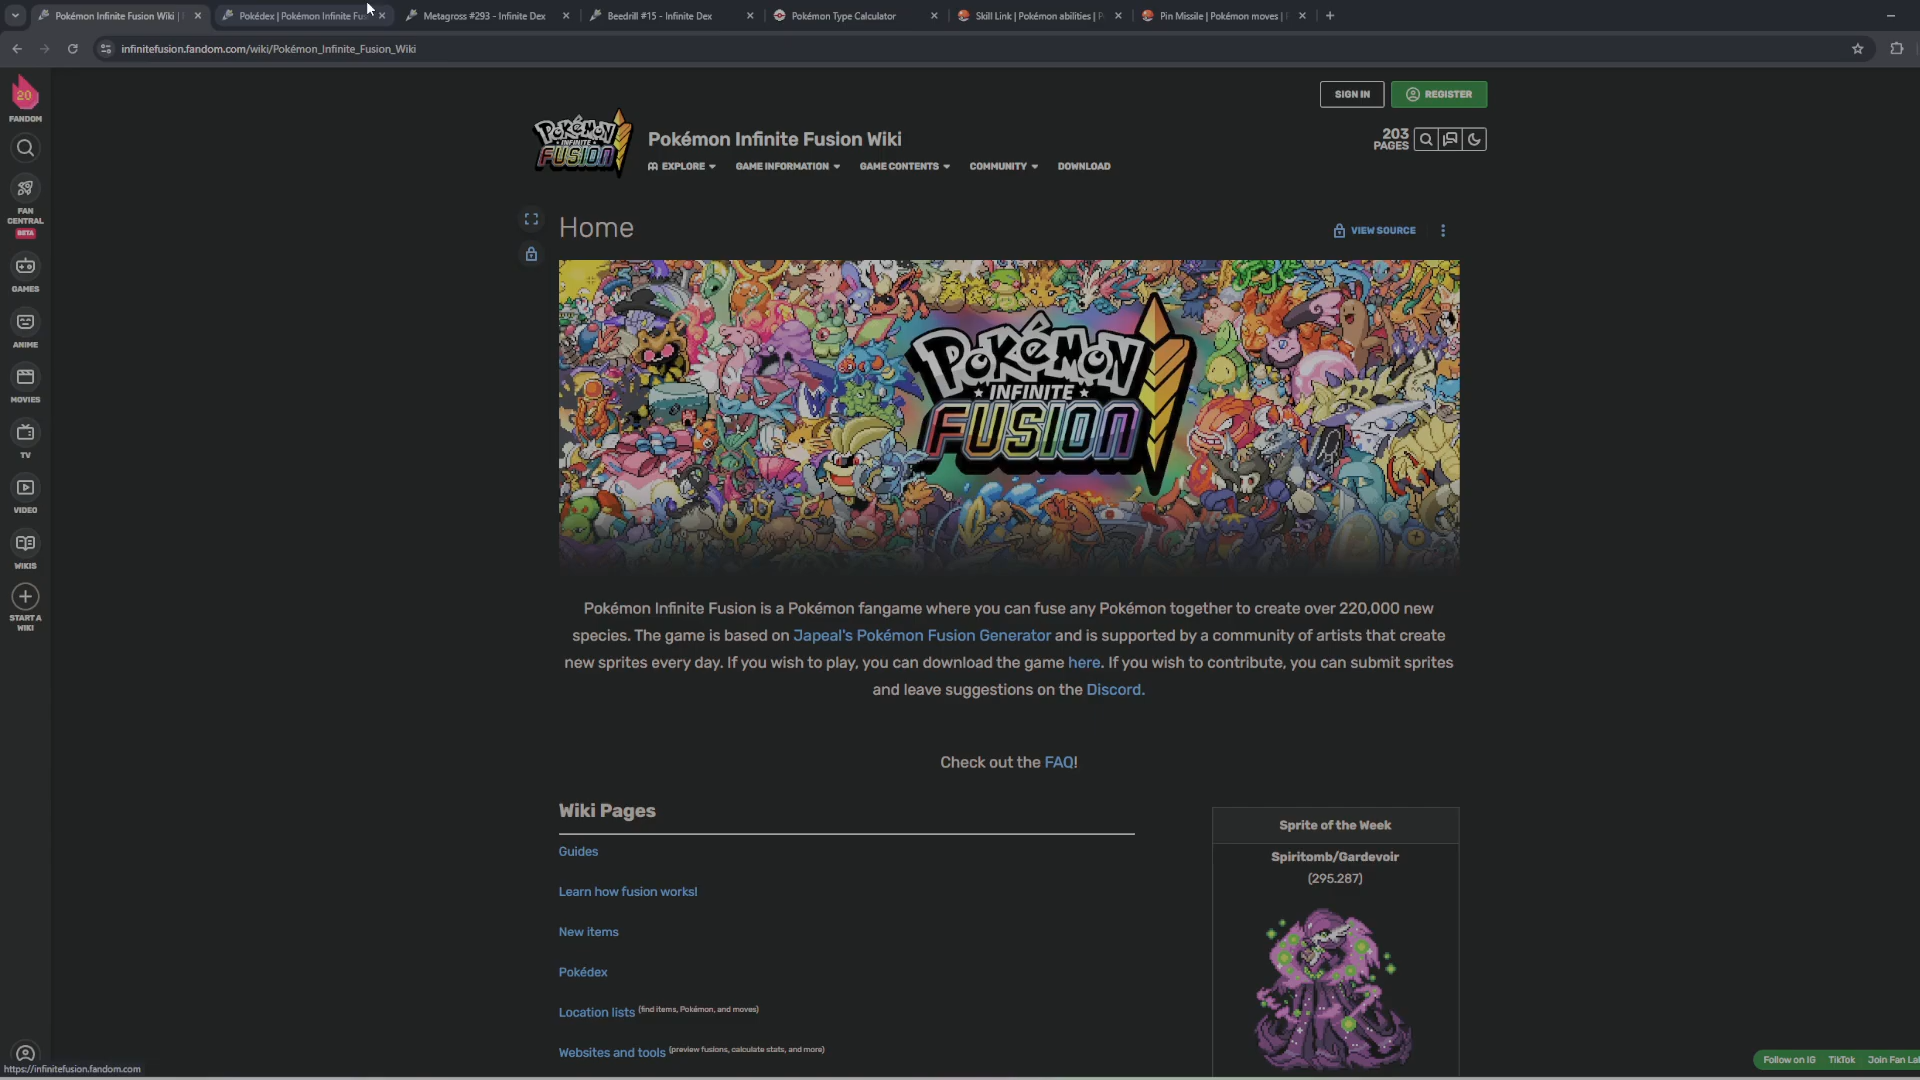 Pokémon Infinite Fusion Wiki |
Pokédex | Pokémon Infinite Fus
Metagross #293 - Infinite Dex
Beedrill #15 - Infinite Dex
Pokémon Type Calculator
Skill Link | Pokémon abilities | P
Pin Missile | Pokémon moves |
infinitefusion.fandom.com/wiki/Pokémon_Infinite_Fusion_Wiki
20
FANDOM
FAN CENTRAL
BETA
GAMES
ANIME
MOVIES
TV
VIDEO
WIKIS
START A WIKI
SIGN IN
REGISTER
POKéMON
INFINITE
FUSION
Pokémon Infinite Fusion Wiki
203
PAGES
EXPLORE
GAME INFORMATION
GAME CONTENTS
COMMUNITY
DOWNLOAD
Home
VIEW SOURCE
POKéMON
INFINITE
FUSION
Pokémon Infinite Fusion is a Pokémon fangame where you can fuse any Pokémon together to create over 220,000 new
species. The game is based on Japeal's Pokémon Fusion Generator and is supported by a community of artists that create
new sprites every day. If you wish to play, you can download the game here. If you wish to contribute, you can submit sprites
and leave suggestions on the Discord.
Check out the FAQ!
Wiki Pages
Guides
Learn how fusion works!
New items
Pokédex
Location lists (find items, Pokémon, and moves)
Websites and tools (preview fusions, calculate stats, and more)
Sprite of the Week
Spiritomb/Gardevoir
(295.287)
Follow on IG
TikTok
Join Fan Lab
https://infinitefusion.fandom.com